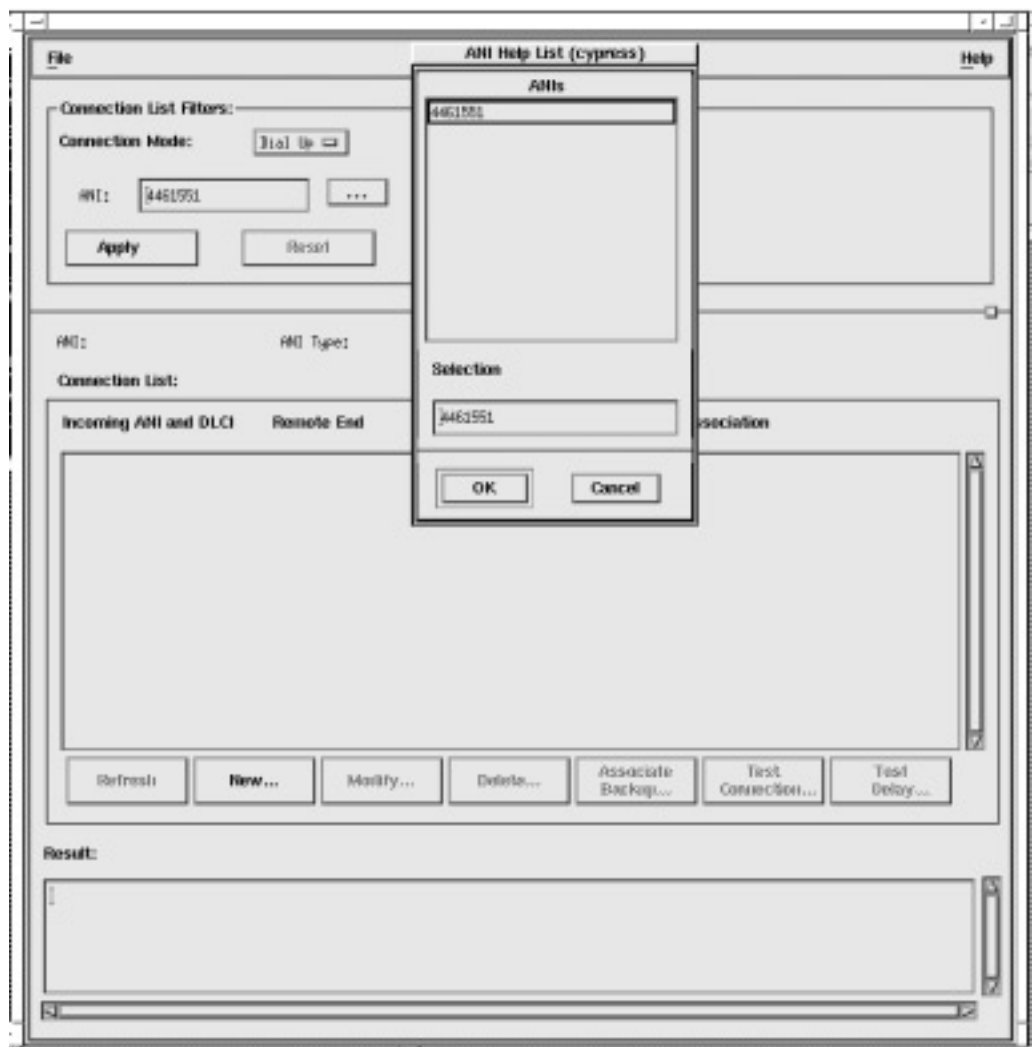 File
Help
Connection List Filters:
Connection Mode:
Dial Up
ANI:
4461551
...
Apply
Reset
ANI:
ANI Type:
Connection List:
Incoming ANI and DLCI
Remote End
ssociation
Refresh
New...
Modify...
Delete...
Associate
Backup...
Test
Connection...
Test
Delay...
Result:
ANI Help List (cypress)
ANIs
4461551
Selection
4461551
OK
Cancel